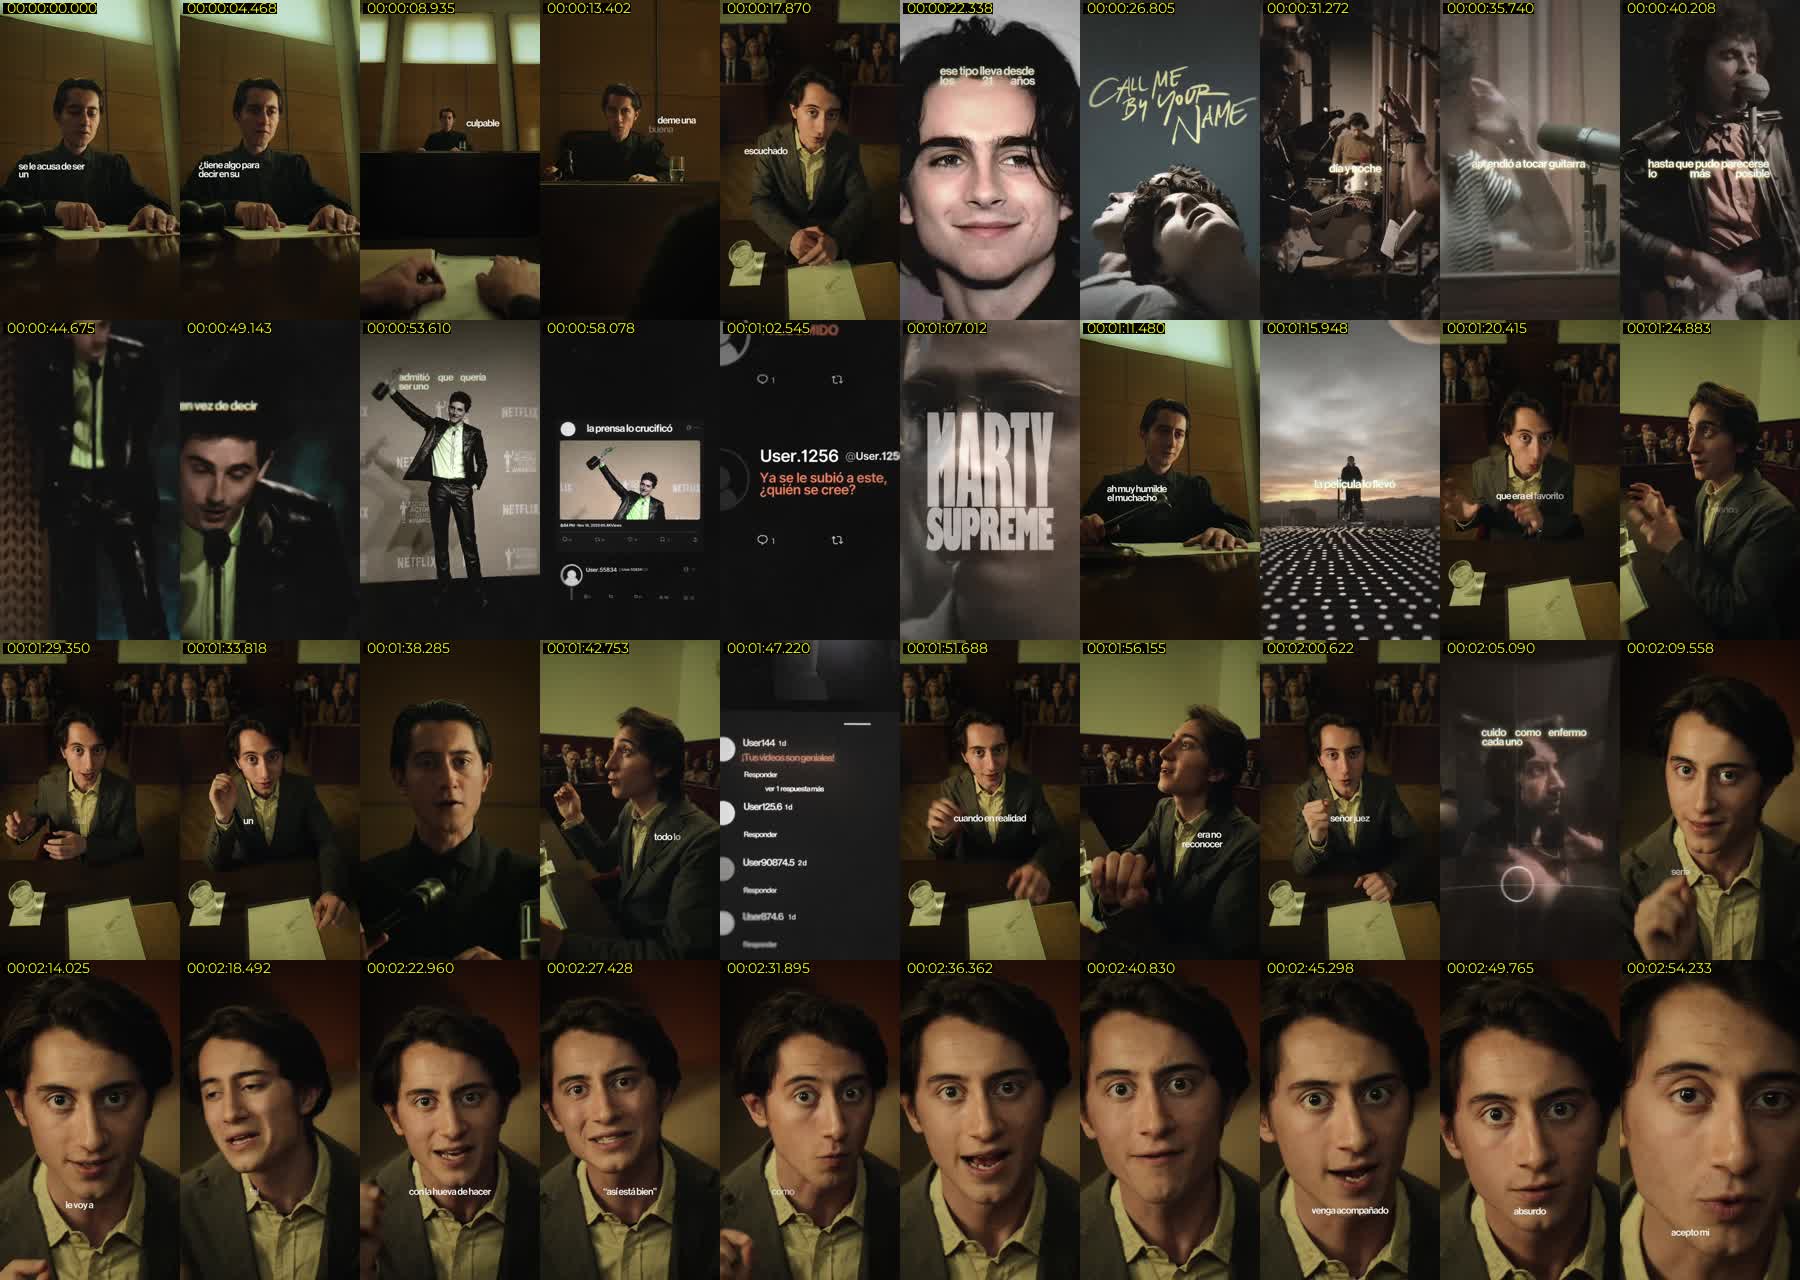 00:00:00.000
se le acusa de ser
un
00:00:04.468
¿tiene algo para
decir en su
00:00:08.935
culpable
00:00:13.402
deme una
buena
00:00:17.870
escuchado
00:00:22.338
ese tipo lleva desde
los 21 años
00:00:26.805
CALL ME
BY YOUR
NAME
00:00:31.272
día y noche
00:00:35.740
aprendió a tocar guitarra
00:00:40.208
hasta que pudo parecerse
lo más posible
00:00:44.675
00:00:49.143
en vez de decir
00:00:53.610
admitió que quería
ser uno
NETFLIX
NETFLIX
00:00:58.078
la prensa lo crucificó
User.55834
00:01:02.545
1
User.1256 @User.125
Ya se le subió a este,
¿quién se cree?
1
00:01:07.012
MARTY
SUPREME
00:01:11.480
ah muy humilde
el muchacho
00:01:15.948
la película lo llevó
00:01:20.415
que era el favorito
00:01:24.883
00:01:29.350
00:01:33.818
un
00:01:38.285
00:01:42.753
todo lo
00:01:47.220
User144 1d
¡Tus videos son geniales!
Responder
ver 1 respuesta más
User125.6 1d
Responder
User90874.5 2d
Responder
User874.6 1d
Responder
00:01:51.688
cuando en realidad
00:01:56.155
era no
reconocer
00:02:00.622
señor juez
00:02:05.090
cuido como enfermo
cada uno
00:02:09.558
sería
00:02:14.025
le voy a
00:02:18.492
tal
00:02:22.960
con la hueva de hacer
00:02:27.428
"así está bien"
00:02:31.895
como
00:02:36.362
00:02:40.830
00:02:45.298
venga acompañado
00:02:49.765
absurdo
00:02:54.233
acepto mi